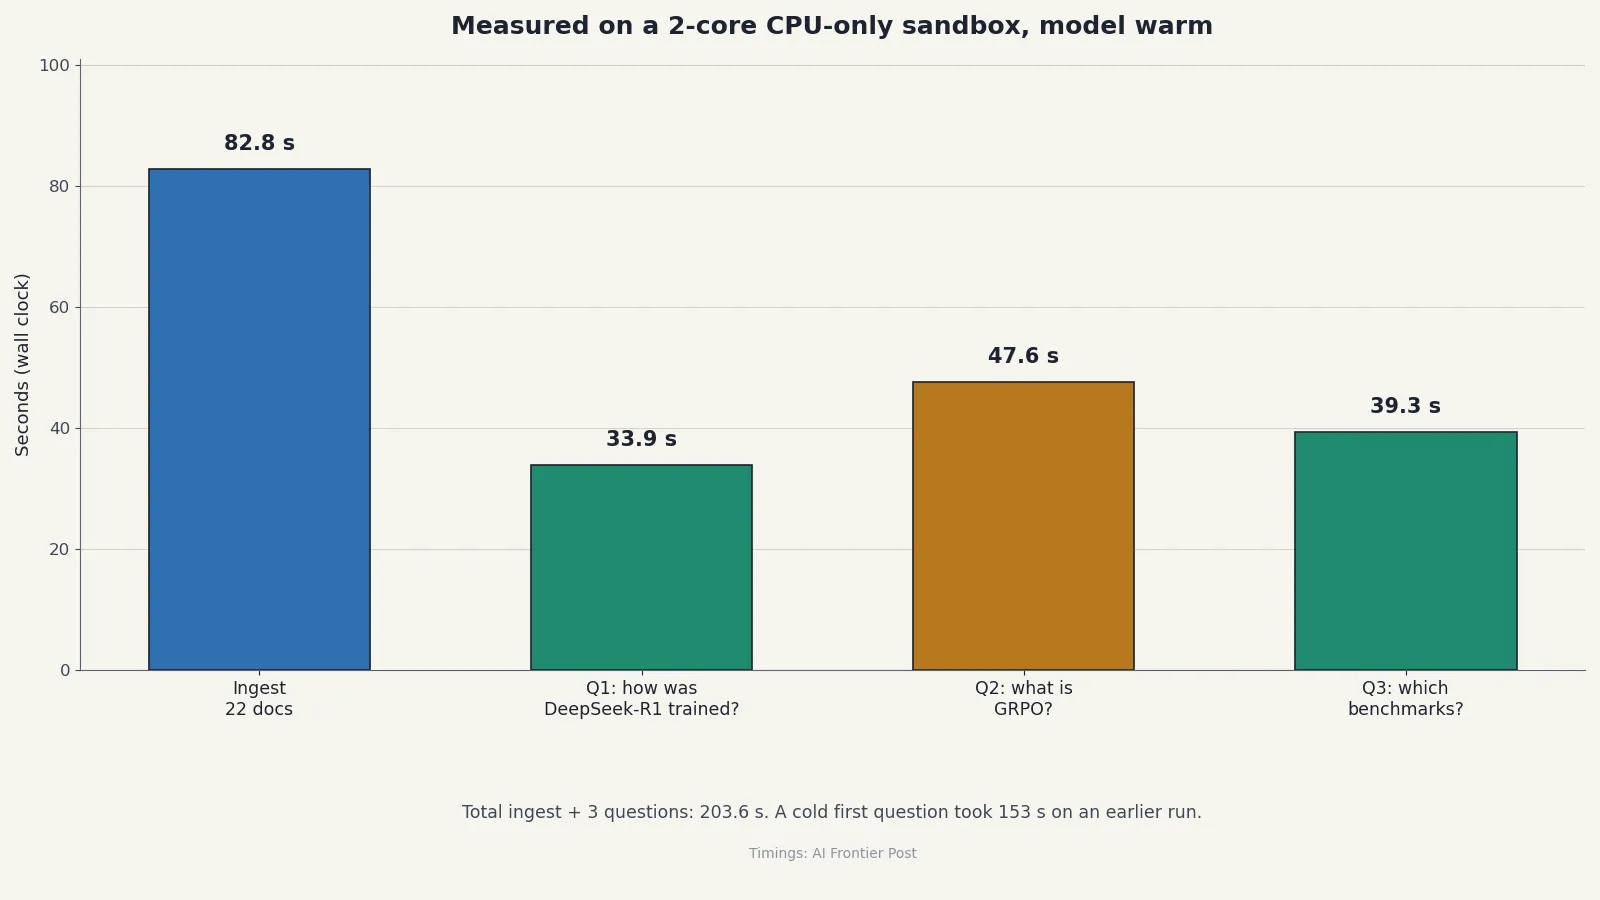 Measured on a 2-core CPU-only sandbox, model warm
Seconds (wall clock)
100
80
60
40
20
0
82.8 s
33.9 s
47.6 s
39.3 s
Ingest
22 docs
Q1: how was
DeepSeek-R1 trained?
Q2: what is
GRPO?
Q3: which
benchmarks?
Total ingest + 3 questions: 203.6 s. A cold first question took 153 s on an earlier run.
Timings: AI Frontier Post